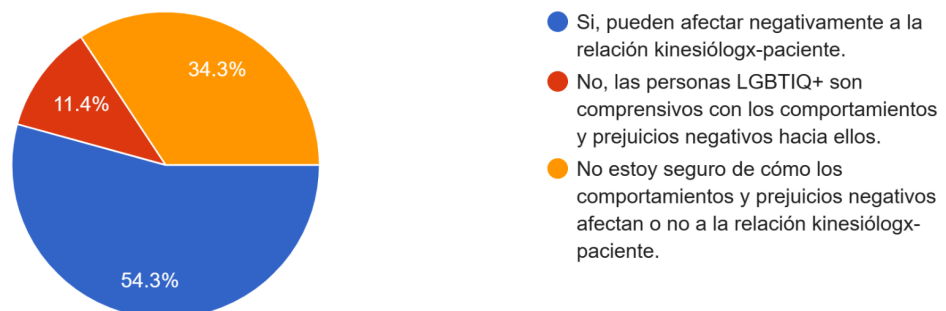 34.3%
11.4%
54.3%
Si, pueden afectar negativamente a la
relación kinesiólogx-paciente.
No, las personas LGBTIQ+ son
comprensivos con los comportamientos
y prejuicios negativos hacia ellos.
No estoy seguro de cómo los
comportamientos y prejuicios negativos
afectan o no a la relación kinesiólogx-
paciente.